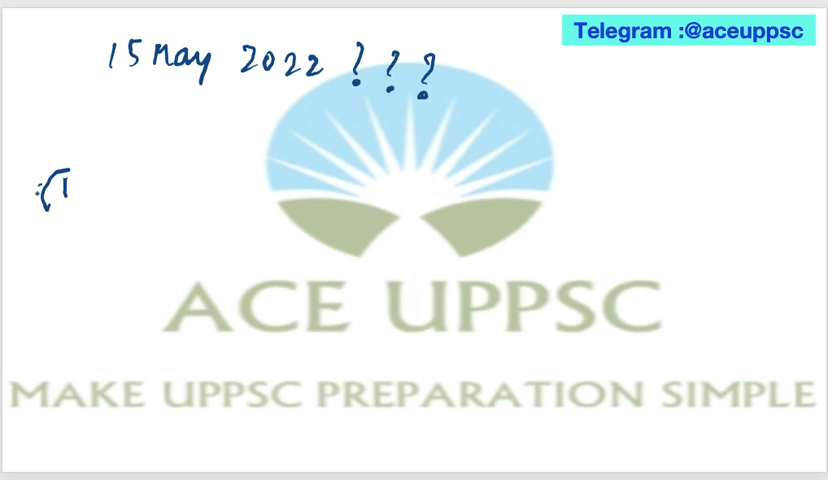 Telegram :@aceuppsc
15 May 2022 ? ? ?
ACE UPPSC
MAKE UPPSC PREPARATION SIMPLE